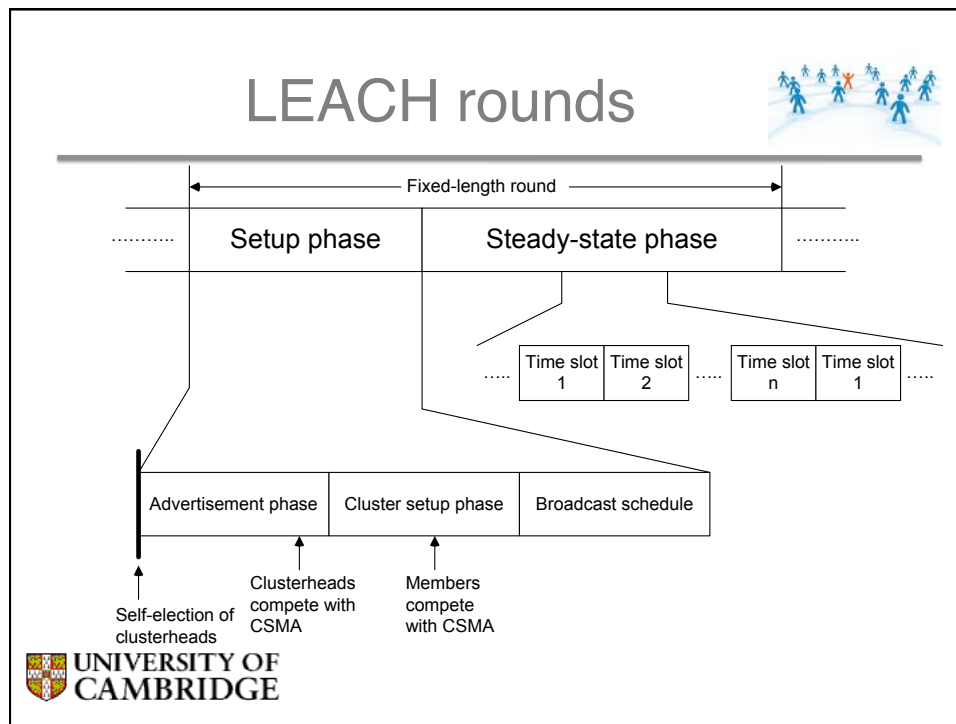 LEACH rounds
Fixed-length round
………..
Setup phase
Steady-state phase
………..
…..
Time slot
1
Time slot
2
…..
Time slot
n
Time slot
1
…..
Advertisement phase
Cluster setup phase
Broadcast schedule
Self-election of
clusterheads
Clusterheads
compete with
CSMA
Members
compete
with CSMA
UNIVERSITY OF
CAMBRIDGE